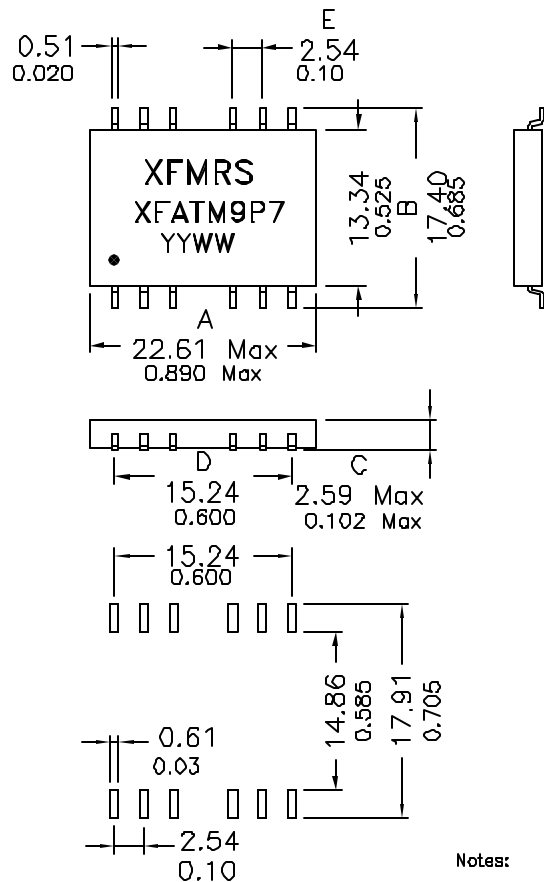 E
0.51
0.020
2.54
0.10
XFMRS
XFATM9P7
YYWW
13.34
0.525
B
17.40
0.685
A
22.61 Max
0.890 Max
D
15.24
0.600
C
2.59 Max
0.102 Max
15.24
0.600
14.86
0.585
17.91
0.705
0.61
0.03
2.54
0.10
Notes: